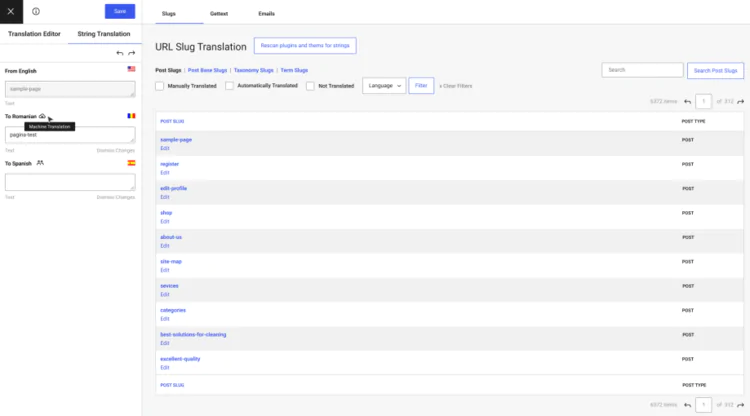 Save
Slugs
Gettext
Emails
Translation Editor
String Translation
From English
sample-page
Text
To Romanian
Machine Translation
pagina-test
Text
Dismiss Changes
To Spanish
Text
Dismiss Changes
URL Slug Translation
Rescan plugins and theme for strings
Post Slugs | Post Base Slugs | Taxonomy Slugs | Term Slugs
Search
Search Post Slugs
Manually Translated
Automatically Translated
Not Translated
Language
Filter
× Clear Filters
6372 items
1
of 312
POST SLUG
POST TYPE
sample-page
Edit
POST
register
Edit
POST
edit-profile
Edit
POST
shop
Edit
POST
about-us
Edit
POST
site-map
Edit
POST
sevices
Edit
POST
categories
Edit
POST
best-solutions-for-cleaning
Edit
POST
excellent-quality
Edit
POST
POST SLUG
POST TYPE
6372 items
1
of 312